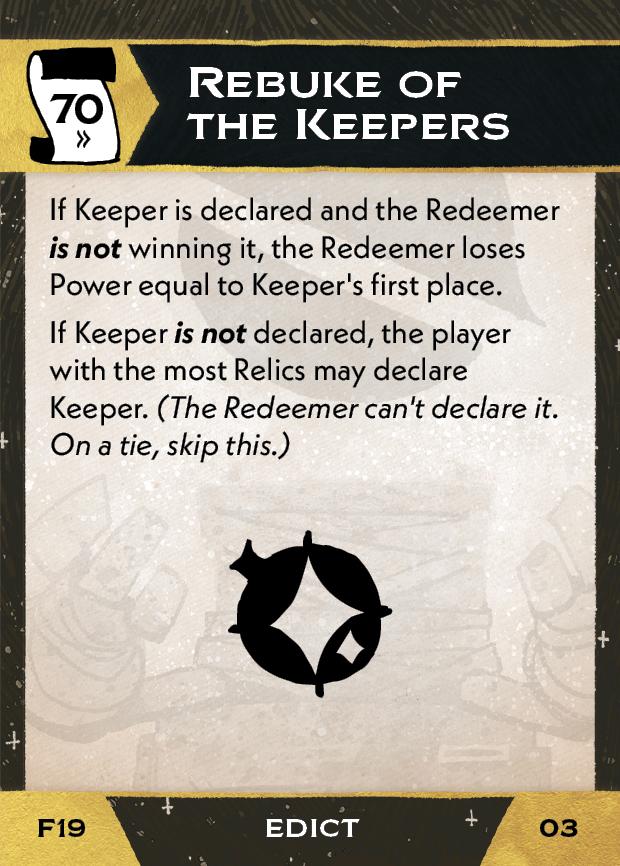 70
»
Rebuke of
the Keepers
If Keeper is declared and the Redeemer
is not winning it, the Redeemer loses
Power equal to Keeper's first place.
If Keeper is not declared, the player
with the most Relics may declare
Keeper. (The Redeemer can't declare it.
On a tie, skip this.)
F19
EDICT
03